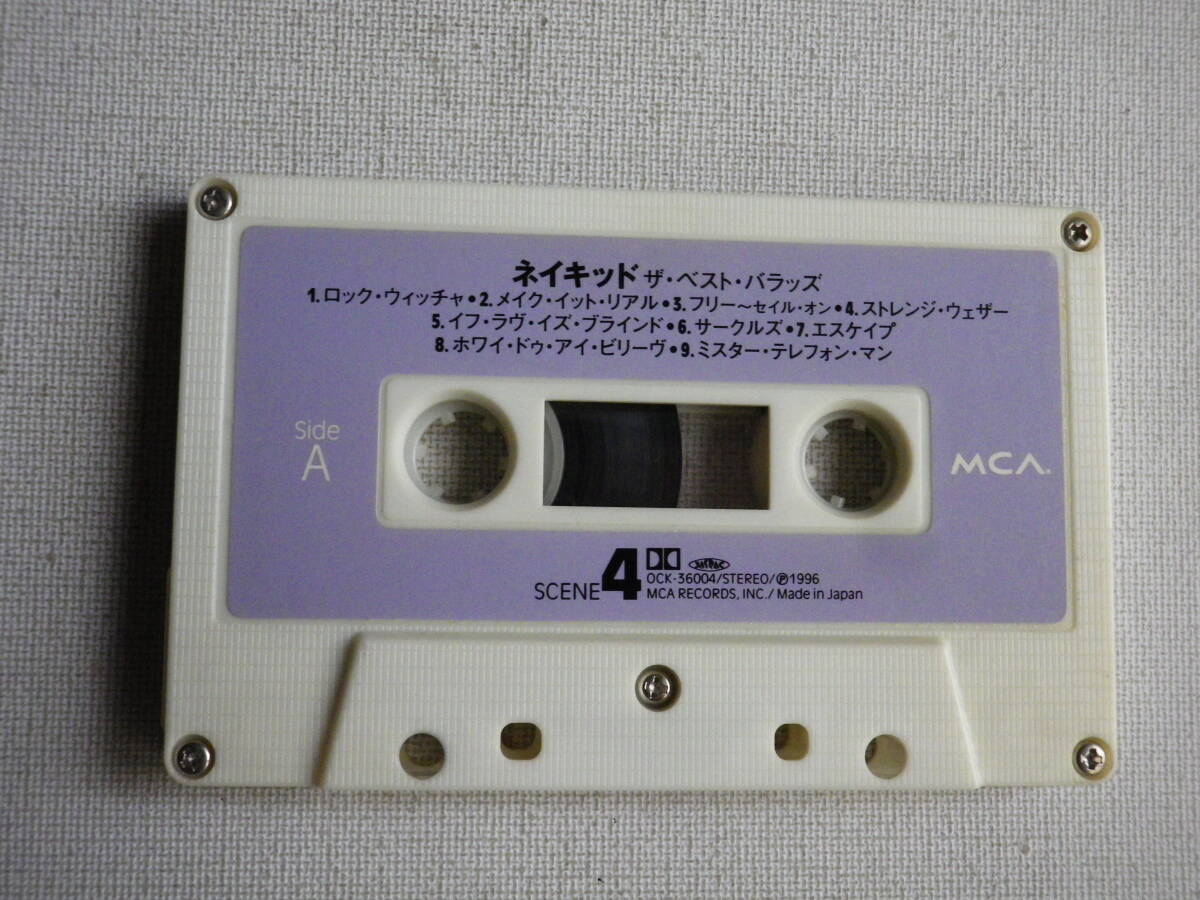 ネイキッド ザ・ベスト・バラッズ
1.ロック・ウィッチャ●2.メイク・イット・リアル●3.フリー〜セイル・オン●4.ストレンジ・ウェザー
5.イフ・ラヴ・イズ・ブラインド●6.サークルズ●7.エスケイプ
8.ホワイ・ドゥ・アイ・ビリーヴ●9.ミスター・テレフォン・マン
Side
A
MCA.
SCENE 4
OCK-36004/STEREO/Ⓟ1996
MCA RECORDS, INC./ Made in Japan